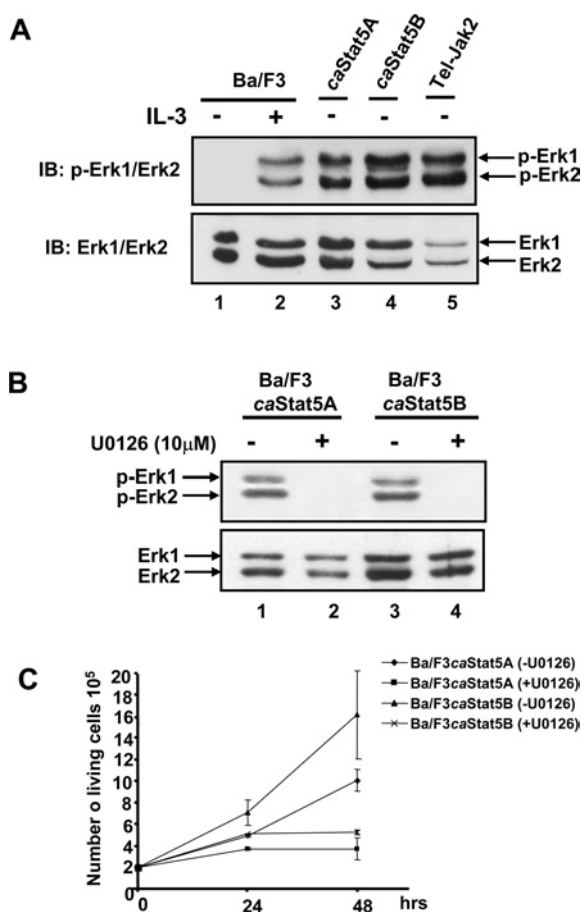 A
Ba/F3
caStat5A
caStat5B
Tel-Jak2
IL-3 - + - - -
IB: p-Erk1/Erk2
p-Erk1
p-Erk2
IB: Erk1/Erk2
Erk1
Erk2
1 2 3 4 5
B
Ba/F3 Ba/F3
caStat5A caStat5B
U0126 (10μM) - + - +
p-Erk1
p-Erk2
Erk1
Erk2
1 2 3 4
C
Number o living cells 10⁵
20
18
16
14
12
10
8
6
4
2
0
0 24 48 hrs
Ba/F3caStat5A (-U0126)
Ba/F3caStat5A (+U0126)
Ba/F3caStat5B (-U0126)
Ba/F3caStat5B (+U0126)